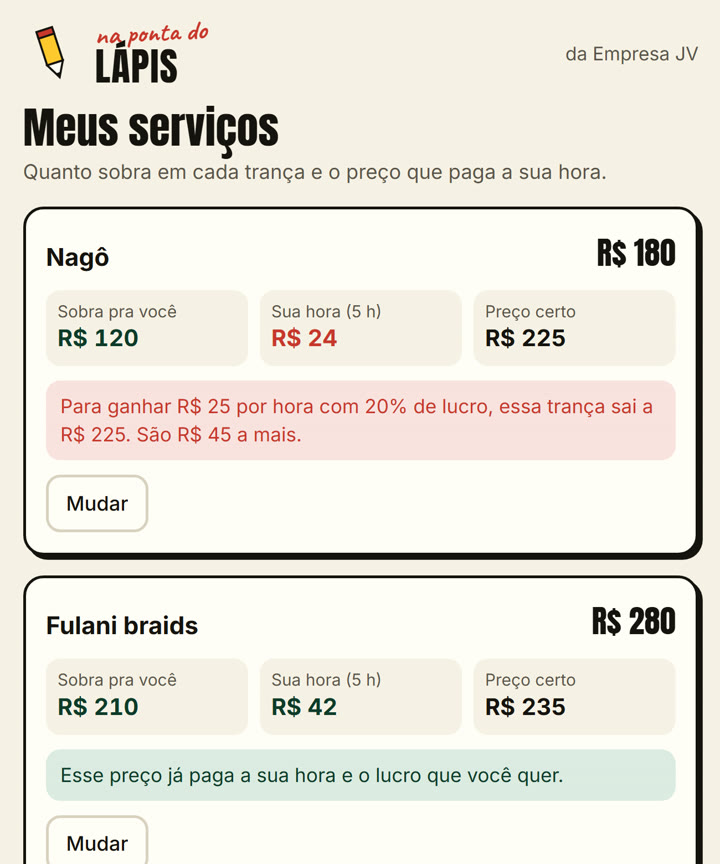 na ponta do
LÁPIS
da Empresa JV
Meus serviços
Quanto sobra em cada trança e o preço que paga a sua hora.
Nagô
R$ 180
Sobra pra você
R$ 120
Sua hora (5 h)
R$ 24
Preço certo
R$ 225
Para ganhar R$ 25 por hora com 20% de lucro, essa trança sai a
R$ 225. São R$ 45 a mais.
Mudar
Fulani braids
R$ 280
Sobra pra você
R$ 210
Sua hora (5 h)
R$ 42
Preço certo
R$ 235
Esse preço já paga a sua hora e o lucro que você quer.
Mudar